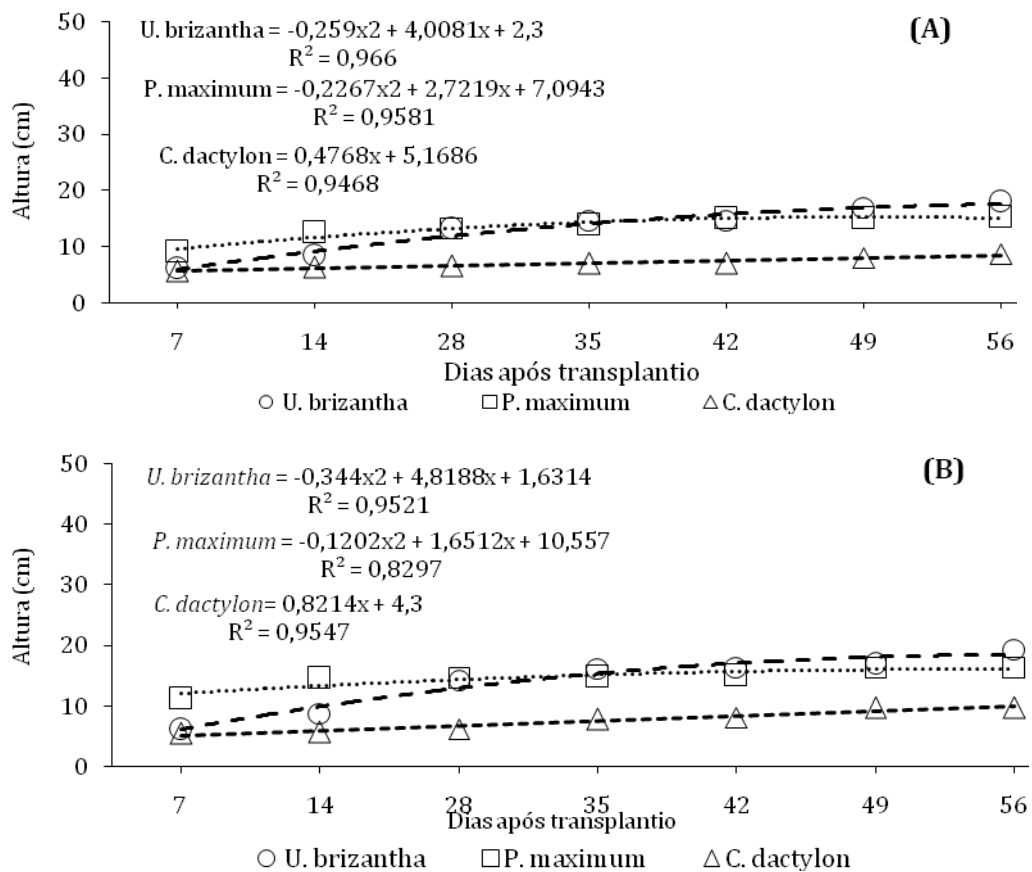 50
40
30
20
10
0
Altura (cm)
(A)
U. brizantha = -0,259x2 + 4,0081x + 2,3
R² = 0,966
P. maximum = -0,2267x2 + 2,7219x + 7,0943
R² = 0,9581
C. dactylon = 0,4768x + 5,1686
R² = 0,9468
7 14 28 35 42 49 56
Dias após transplantio
U. brizantha P. maximum C. dactylon
50
40
30
20
10
0
Altura (cm)
(B)
U. brizantha = -0,344x2 + 4,8188x + 1,6314
R² = 0,9521
P. maximum = -0,1202x2 + 1,6512x + 10,557
R² = 0,8297
C. dactylon= 0,8214x + 4,3
R² = 0,9547
7 14 28 35 42 49 56
Dias após transplantio
U. brizantha P. maximum C. dactylon